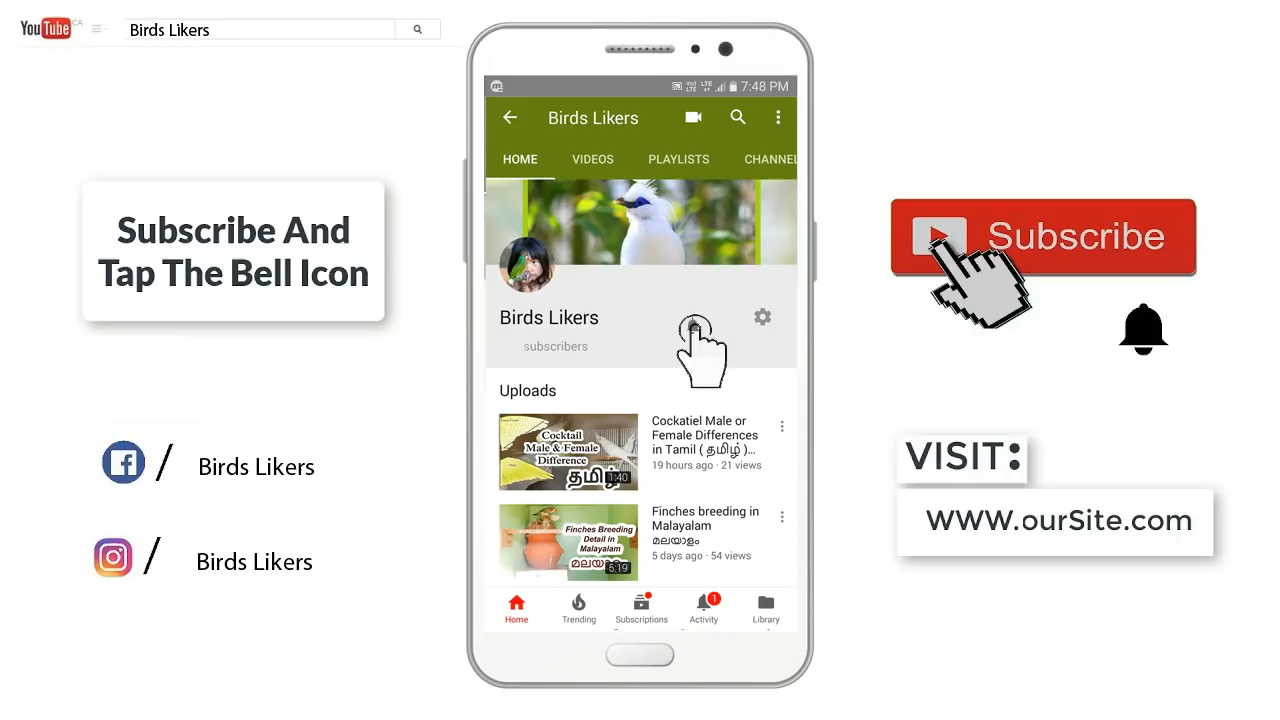 YouTube CA
Birds Likers
Subscribe And
Tap The Bell Icon
Birds Likers
Birds Likers
7:48 PM
Birds Likers
HOME VIDEOS PLAYLISTS CHANNEL
Birds Likers
subscribers
Uploads
Cocktail
Male & Female
Difference
தமிழ்
1:40
Cockatiel Male or
Female Differences
in Tamil ( தமிழ் )...
19 hours ago · 21 views
Finches Breeding
Detail in
Malayalam
മലയാളം
5:19
Finches breeding in
Malayalam
മലയാളം
5 days ago · 54 views
Home Trending Subscriptions Activity Library
1
Subscribe
VISIT:
WWW.ourSite.com